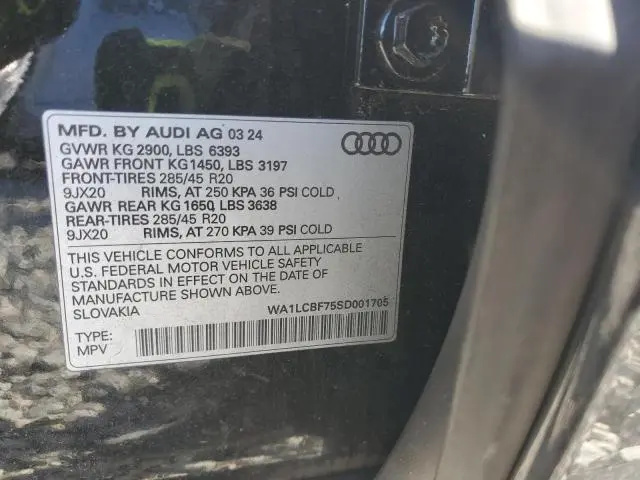 MFD. BY AUDI AG 03 24
GVWR KG 2900, LBS 6393
GAWR FRONT KG1450, LBS 3197
FRONT-TIRES 285/45 R20
9JX20 RIMS, AT 250 KPA 36 PSI COLD
GAWR REAR KG 1650, LBS 3638
REAR-TIRES 285/45 R20
9JX20 RIMS, AT 270 KPA 39 PSI COLD
THIS VEHICLE CONFORMS TO ALL APPLICABLE
U.S. FEDERAL MOTOR VEHICLE SAFETY
STANDARDS IN EFFECT ON THE DATE OF
MANUFACTURE SHOWN ABOVE.
SLOVAKIA WA1LCBF75SD001705
TYPE:
MPV